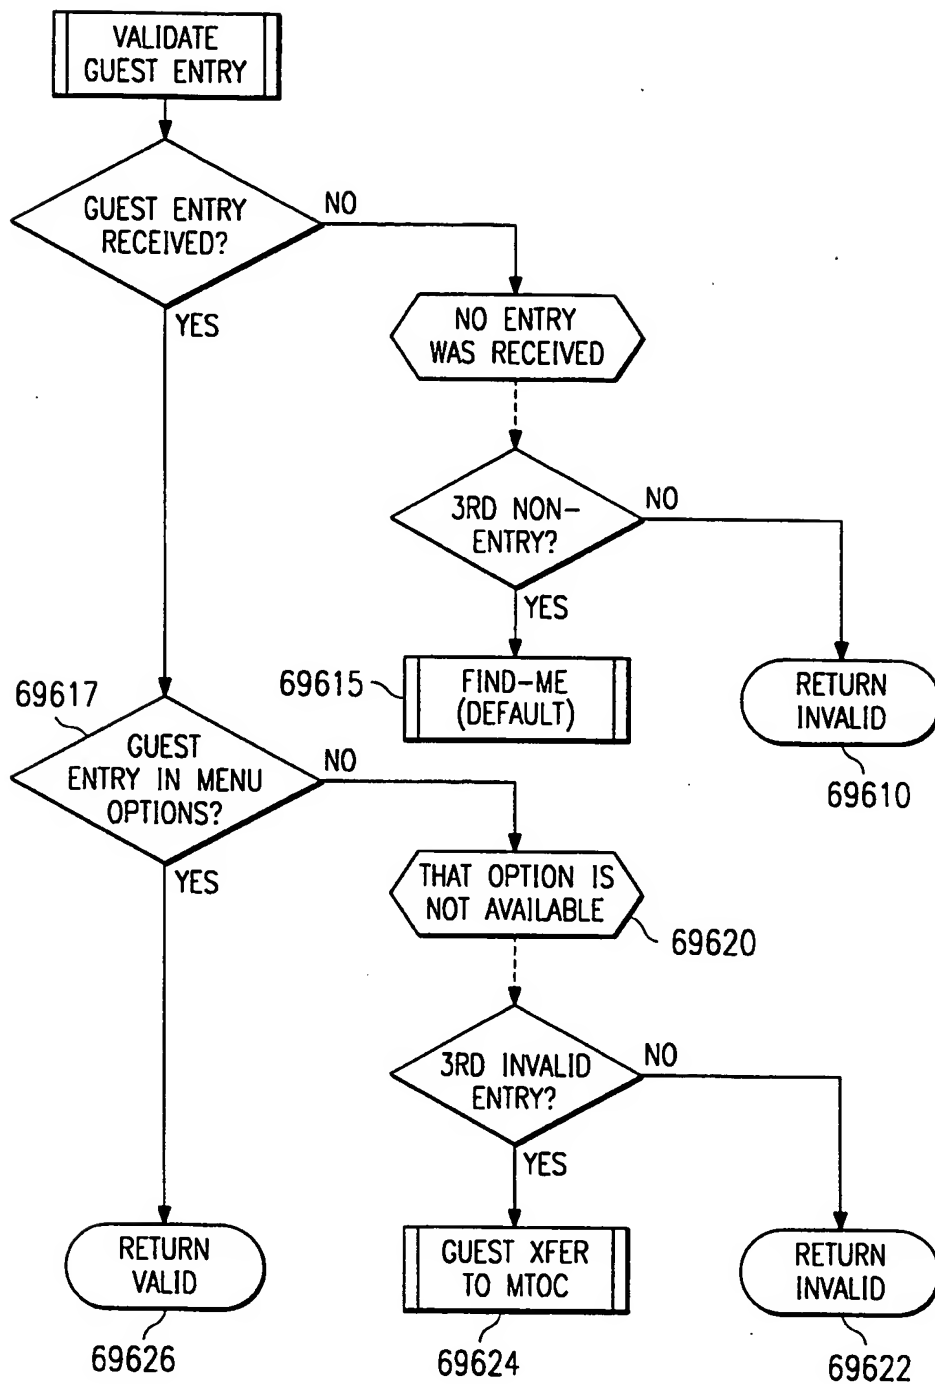 VALIDATE
GUEST ENTRY
GUEST ENTRY
RECEIVED?
NO
YES
NO ENTRY
WAS RECEIVED
3RD NON-
ENTRY?
NO
YES
69615
FIND-ME
(DEFAULT)
RETURN
INVALID
69610
69617
GUEST
ENTRY IN MENU
OPTIONS?
NO
YES
THAT OPTION IS
NOT AVAILABLE
69620
3RD INVALID
ENTRY?
NO
YES
RETURN
VALID
69626
GUEST XFER
TO MTOC
69624
RETURN
INVALID
69622